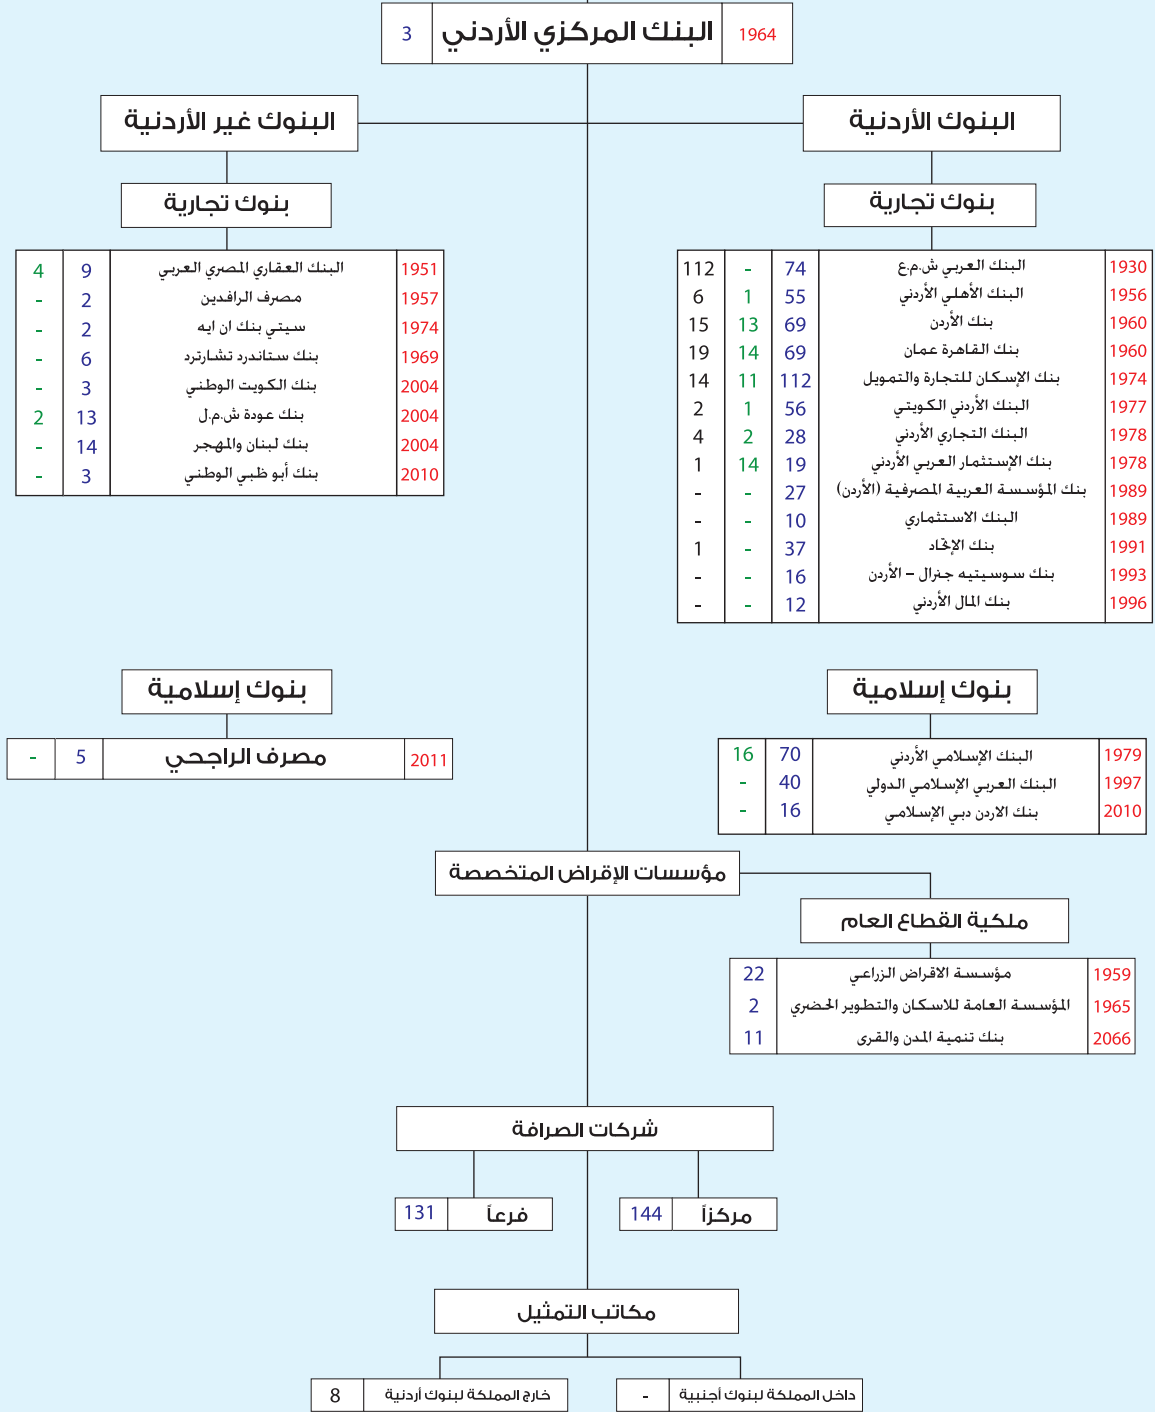 1964 البنك المركزي الأردني 3
البنوك الأردنية
بنوك تجارية
1930 البنك العربي ش.م.ع 74 - 112
1956 البنك الأهلي الأردني 55 1 6
1960 بنك الأردن 69 13 15
1960 بنك القاهرة عمان 69 14 19
1974 بنك الإسكان للتجارة والتمويل 112 11 14
1977 البنك الأردني الكويتي 56 1 2
1978 البنك التجاري الأردني 28 2 4
1978 بنك الإستثمار العربي الأردني 19 14 1
1989 بنك المؤسسة العربية المصرفية (الأردن) 27 - -
1989 البنك الاستثماري 10 - -
1991 بنك الإتحاد 37 - 1
1993 بنك سوسيتيه جنرال – الأردن 16 - -
1996 بنك المال الأردني 12 - -
بنوك إسلامية
1979 البنك الإسلامي الأردني 70 16
1997 البنك العربي الإسلامي الدولي 40 -
2010 بنك الاردن دبي الإسلامي 16 -
البنوك غير الأردنية
بنوك تجارية
1951 البنك العقاري المصري العربي 9 4
1957 مصرف الرافدين 2 -
1974 سيتي بنك ان ايه 2 -
1969 بنك ستاندرد تشارترد 6 -
2004 بنك الكويت الوطني 3 -
2004 بنك عودة ش.م.ل 13 2
2004 بنك لبنان والمهجر 14 -
2010 بنك أبو ظبي الوطني 3 -
بنوك إسلامية
2011 مصرف الراجحي 5 -
مؤسسات الإقراض المتخصصة
ملكية القطاع العام
1959 مؤسسة الاقراض الزراعي 22
1965 المؤسسة العامة للاسكان والتطوير الحضري 2
2066 بنك تنمية المدن والقرى 11
شركات الصرافة
مركزاً 144
فرعاً 131
مكاتب التمثيل
داخل المملكة لبنوك أجنبية -
خارج المملكة لبنوك أردنية 8